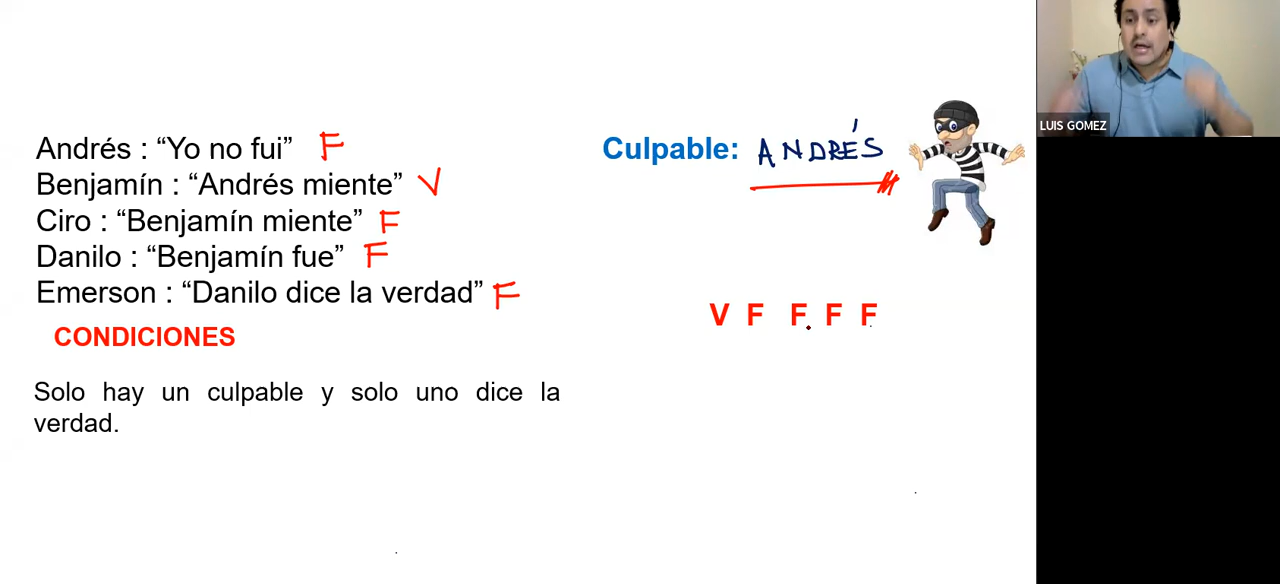 Andrés : “Yo no fui” F
Benjamín : “Andrés miente” V
Ciro : “Benjamín miente” F
Danilo : “Benjamín fue” F
Emerson : “Danilo dice la verdad” F
CONDICIONES
Solo hay un culpable y solo uno dice la
verdad.
Culpable: ANDRÉS
V F F F F
LUIS GOMEZ